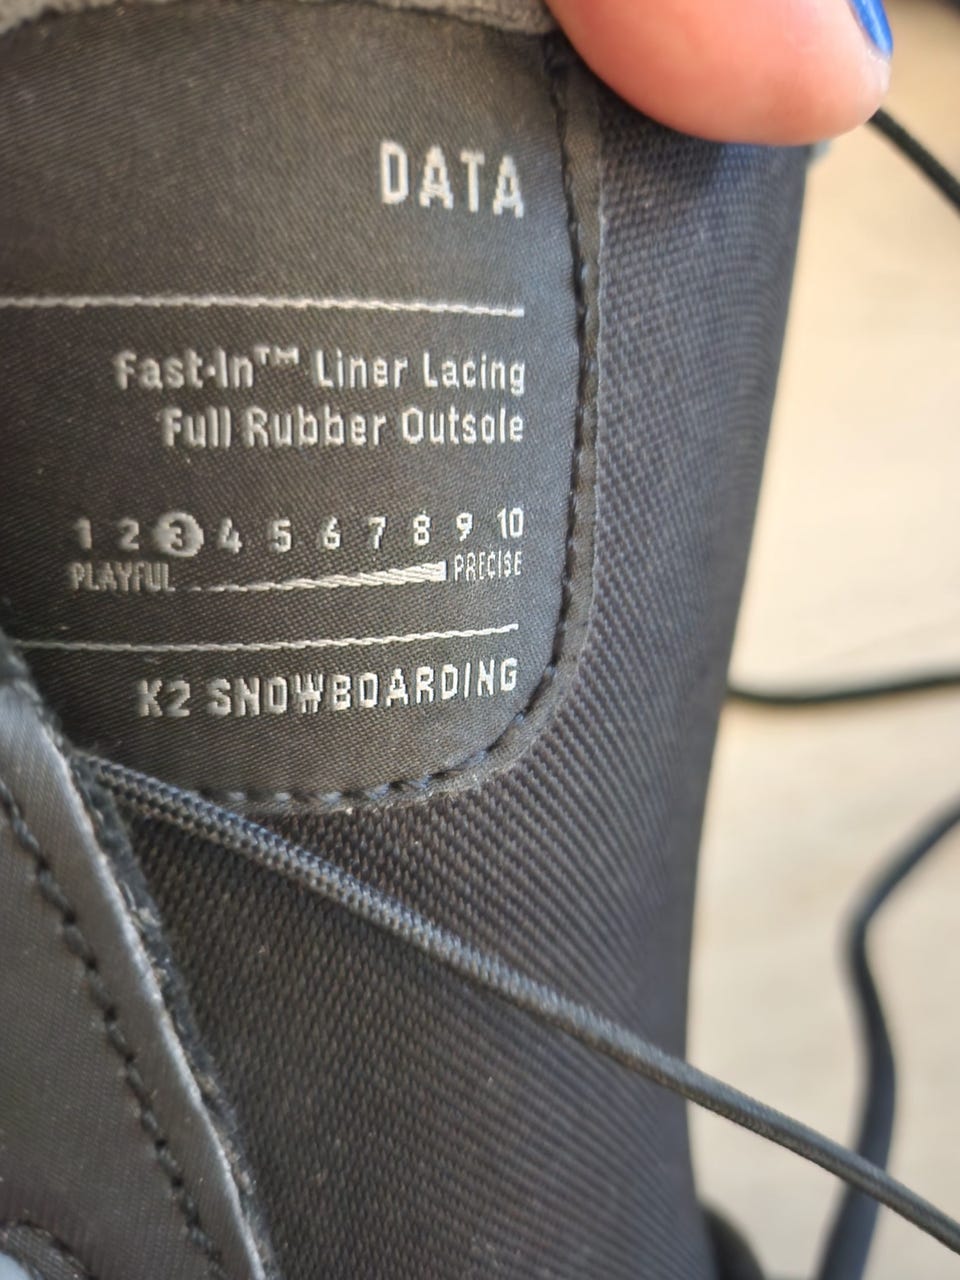 DATA
Fast-In™ Liner Lacing
Full Rubber Outsole
1 2 3 4 5 6 7 8 9 10
PLAYFUL PRECISE
K2 SNOWBOARDING